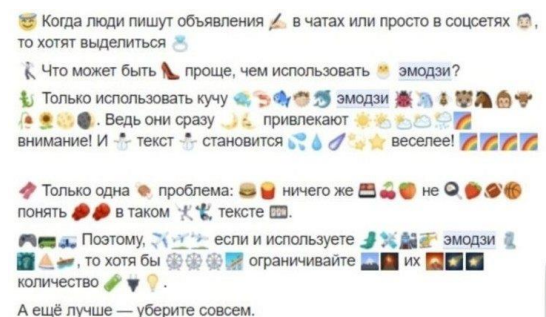 😇 Когда люди пишут объявления ✍🏻 в чатах или просто в соцсетях 👨🏻,
то хотят выделиться 💍
Что может быть 👠 проще, чем использовать 🐣 эмодзи?
🦎 Только использовать кучу эмодзи
Ведь они сразу привлекают
внимание! И ⛄ текст ⛄ становится веселее! 🌈🌈🌈🌈
🥓 Только одна проблема: 🍔🍟 ничего же 🍱🍒🍑 не
понять 🥊🥊 в таком тексте
🎮 Поэтому, если и используете эмодзи
то хотя бы 🎡🎡🎡 ограничивайте их
количество 💡.
А ещё лучше — уберите совсем.